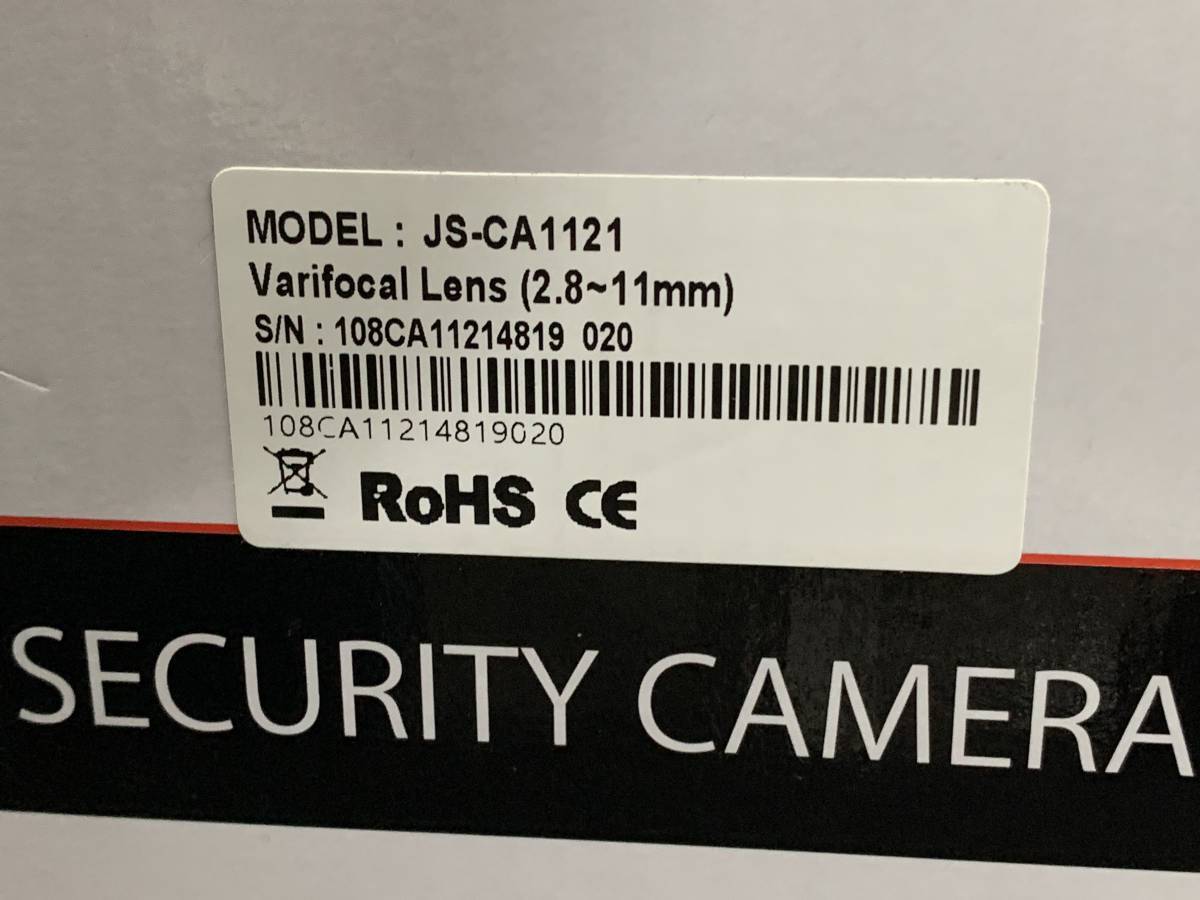 MODEL : JS-CA1121
Varifocal Lens (2.8~11mm)
S/N : 108CA11214819 020
108CA11214819020
RoHS CE
SECURITY CAMERA